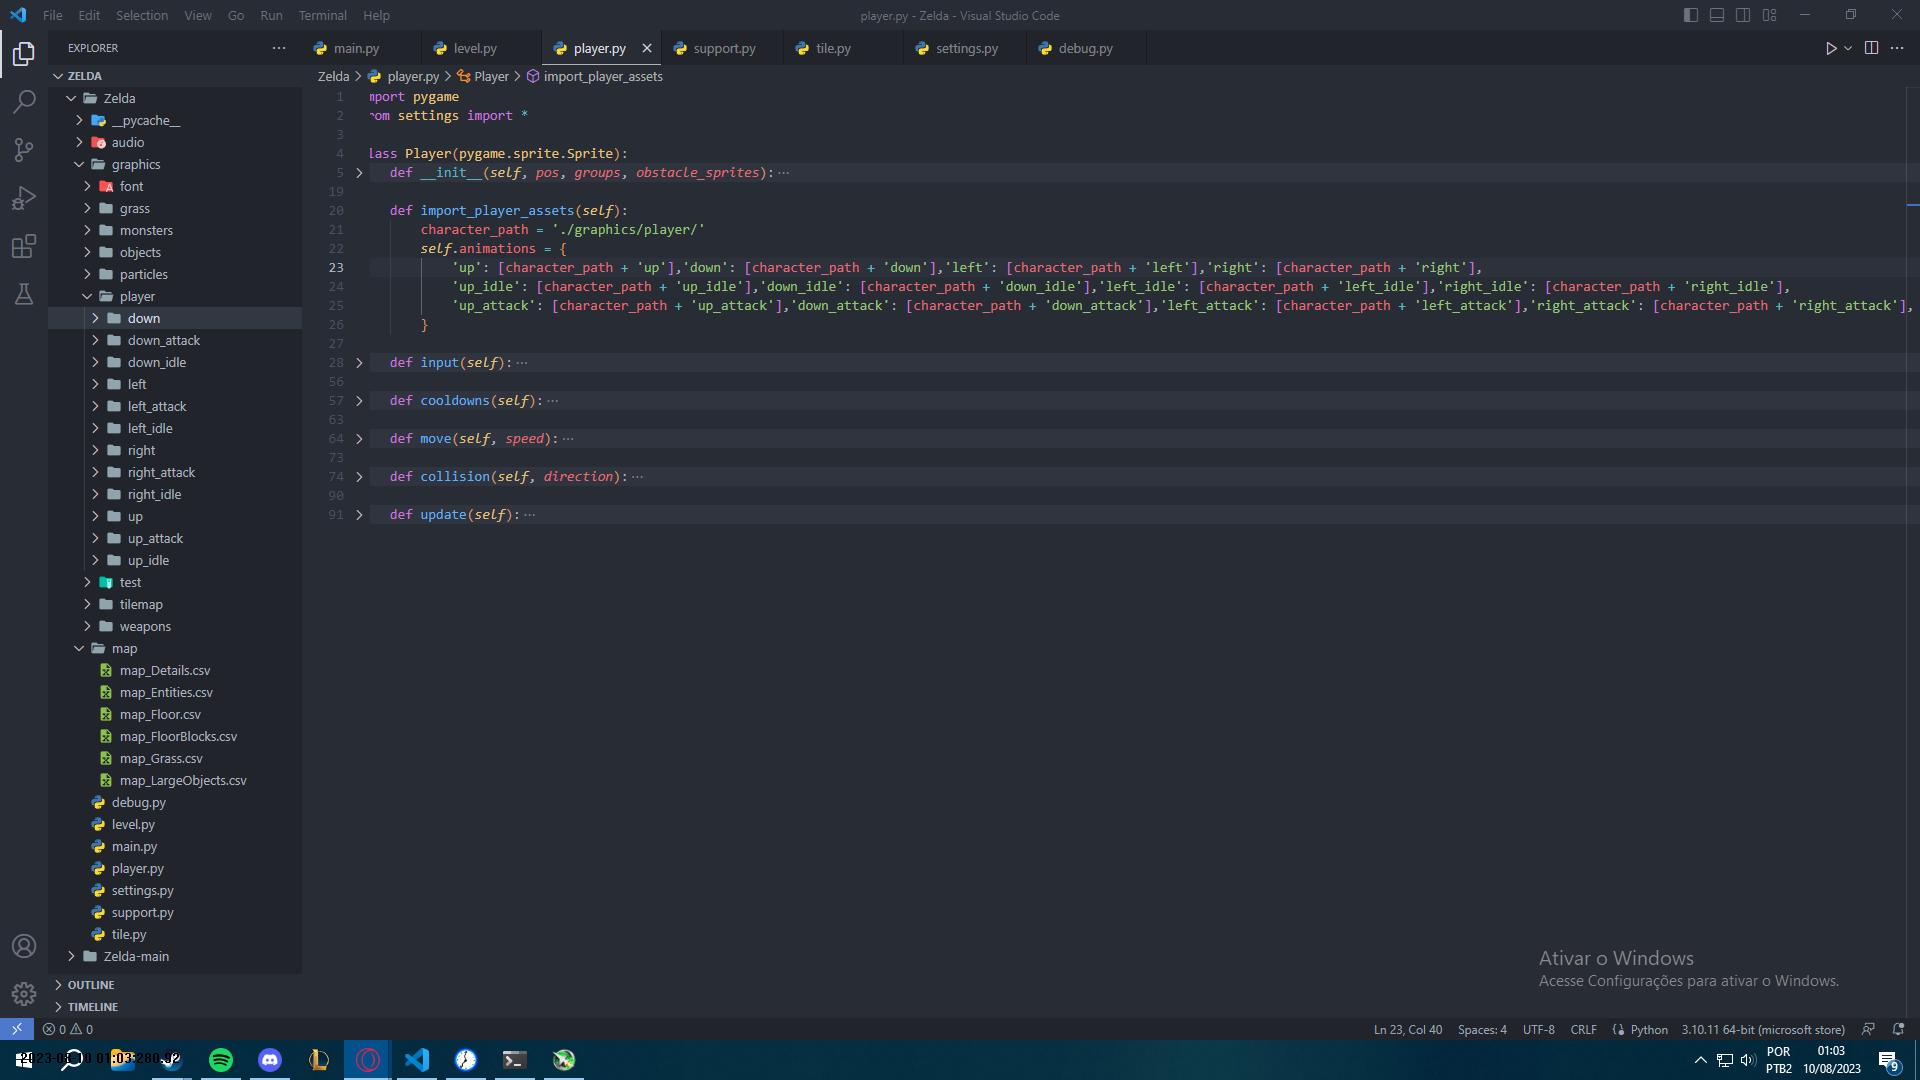 File Edit Selection View Go Run Terminal Help
player.py - Zelda - Visual Studio Code
EXPLORER
main.py level.py player.py support.py tile.py settings.py debug.py
ZELDA
Zelda
__pycache__
audio
graphics
font
grass
monsters
objects
particles
player
down
down_attack
down_idle
left
left_attack
left_idle
right
right_attack
right_idle
up
up_attack
up_idle
test
tilemap
weapons
map
map_Details.csv
map_Entities.csv
map_Floor.csv
map_FloorBlocks.csv
map_Grass.csv
map_LargeObjects.csv
debug.py
level.py
main.py
player.py
settings.py
support.py
tile.py
Zelda-main
OUTLINE
TIMELINE
Zelda > player.py > Player > import_player_assets
1 mport pygame
2 rom settings import *
3
4 lass Player(pygame.sprite.Sprite):
5 def __init__(self, pos, groups, obstacle_sprites):···
19
20 def import_player_assets(self):
21 character_path = './graphics/player/'
22 self.animations = {
23 'up': [character_path + 'up'],'down': [character_path + 'down'],'left': [character_path + 'left'],'right': [character_path + 'right'],
24 'up_idle': [character_path + 'up_idle'],'down_idle': [character_path + 'down_idle'],'left_idle': [character_path + 'left_idle'],'right_idle': [character_path + 'right_idle'],
25 'up_attack': [character_path + 'up_attack'],'down_attack': [character_path + 'down_attack'],'left_attack': [character_path + 'left_attack'],'right_attack': [character_path + 'right_attack'],
26 }
27
28 def input(self):···
56
57 def cooldowns(self):···
63
64 def move(self, speed):···
73
74 def collision(self, direction):···
90
91 def update(self):···
Ativar o Windows
Acesse Configurações para ativar o Windows.
0 0
Ln 23, Col 40 Spaces: 4 UTF-8 CRLF Python 3.10.11 64-bit (microsoft store)
POR
PTB2
01:03
10/08/2023
9